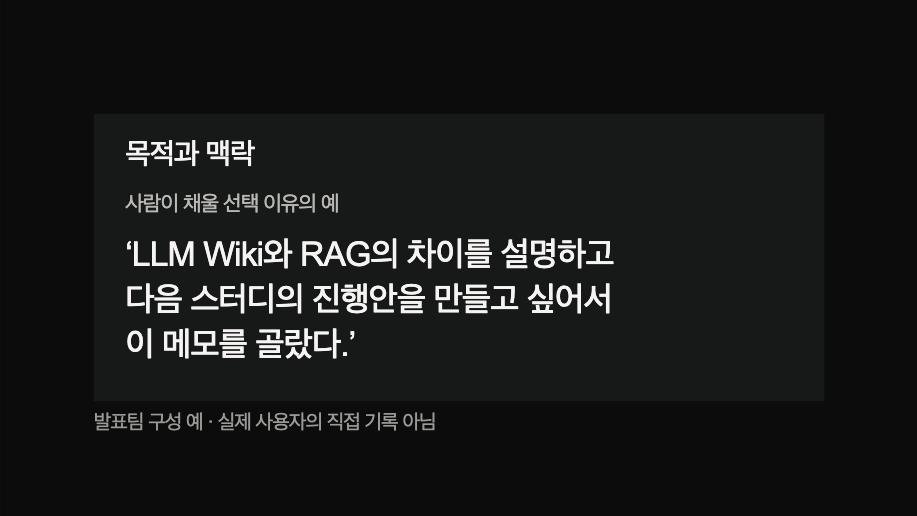 목적과 맥락
사람이 채울 선택 이유의 예
‘LLM Wiki와 RAG의 차이를 설명하고
다음 스터디의 진행안을 만들고 싶어서
이 메모를 골랐다.’
발표팀 구성 예 · 실제 사용자의 직접 기록 아님